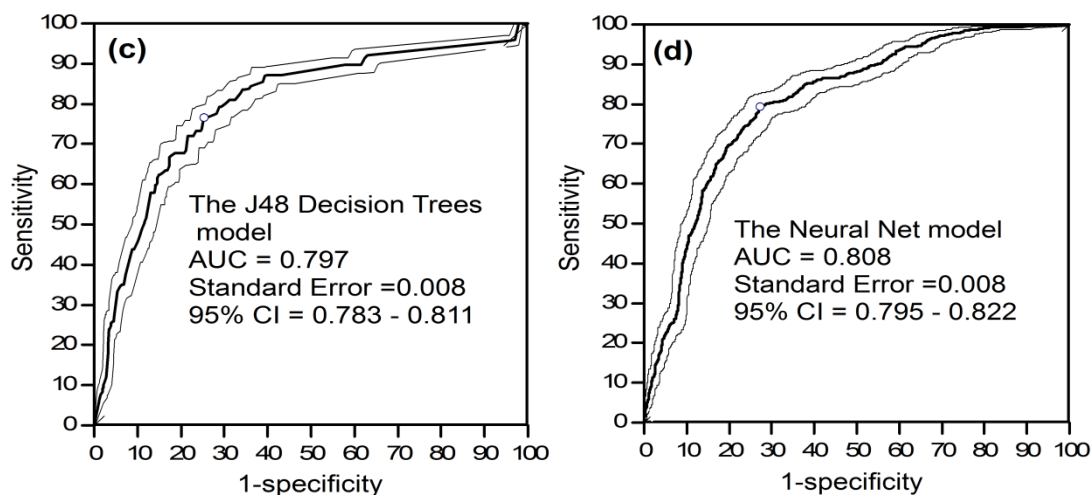 (c)
100
90
80
70
60
50
40
30
20
10
0
Sensitivity
The J48 Decision Trees
model
AUC = 0.797
Standard Error =0.008
95% CI = 0.783 - 0.811
0 10 20 30 40 50 60 70 80 90 100
1-specificity
(d)
100
90
80
70
60
50
40
30
20
10
0
Sensitivity
The Neural Net model
AUC = 0.808
Standard Error =0.008
95% CI = 0.795 - 0.822
0 10 20 30 40 50 60 70 80 90 100
1-specificity